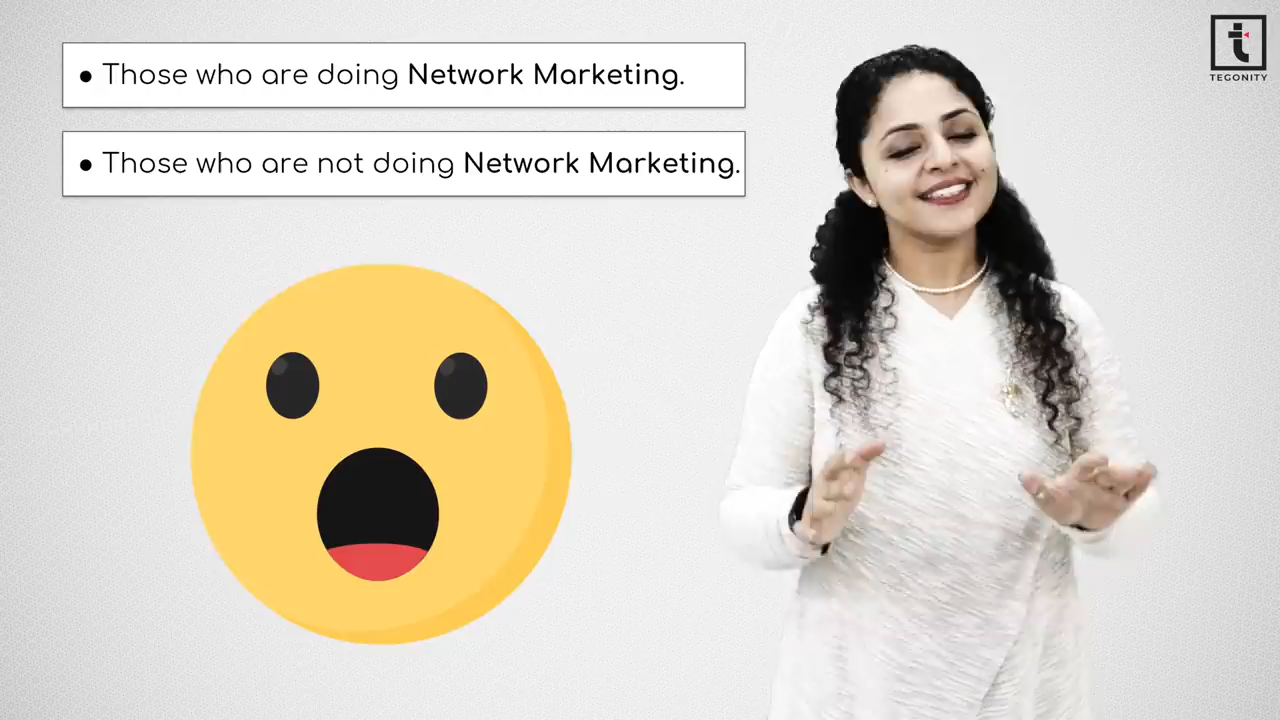 ● Those who are doing Network Marketing.
● Those who are not doing Network Marketing.
TEGONITY